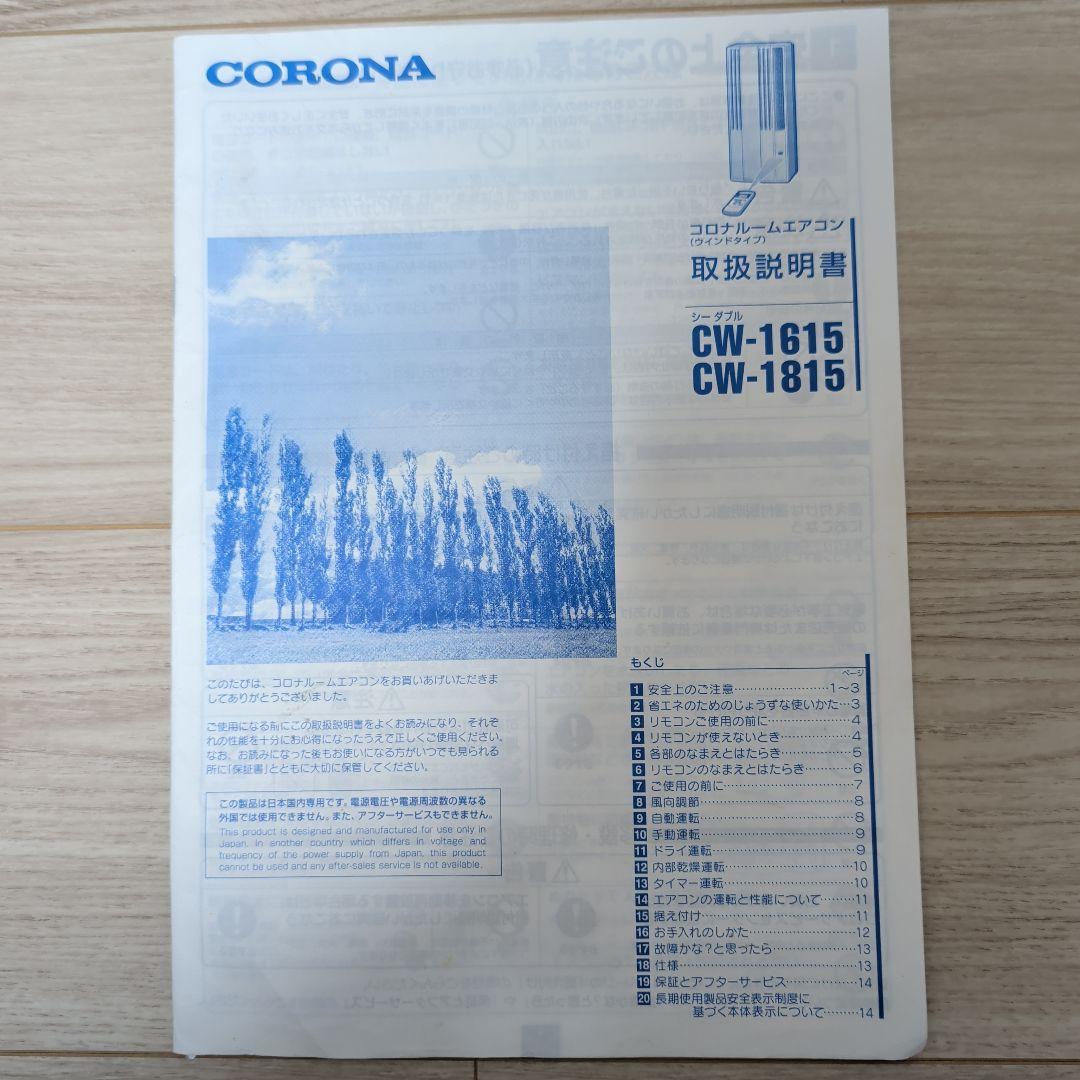 CORONA
コロナルームエアコン
(ウインドタイプ)
取扱説明書
シー ダブル
CW-1615
CW-1815
このたびは、コロナルームエアコンをお買いあげいただきま
してありがとうございました。
ご使用になる前にこの取扱説明書をよくお読みになり、それぞ
れの性能を十分にお心得になったうえで正しくご使用ください。
なお、お読みになった後もお使いになる方がいつでも見られる
所に「保証書」とともに大切に保管してください。
この製品は日本国内専用です。電源電圧や電源周波数の異なる
外国では使用できません。また、アフターサービスもできません。
This product is designed and manufactured for use only in
Japan. In another country which differs in voltage and
frequency of the power supply from Japan, this product
cannot be used and any after-sales service is not available.
もくじ
ページ
1 安全上のご注意……………1〜3
2 省エネのためのじょうずな使いかた…3
3 リモコンご使用の前に……………4
4 リモコンが使えないとき……………4
5 各部のなまえとはたらき……………5
6 リモコンのなまえとはたらき………6
7 ご使用の前に……………7
8 風向調節……………8
9 自動運転……………8
10 手動運転……………9
11 ドライ運転……………9
12 内部乾燥運転……………10
13 タイマー運転……………10
14 エアコンの運転と性能について………11
15 据え付け……………11
16 お手入れのしかた……………12
17 故障かな?と思ったら……………13
18 仕様……………13
19 保証とアフターサービス……………14
20 長期使用製品安全表示制度に
基づく本体表示について………14